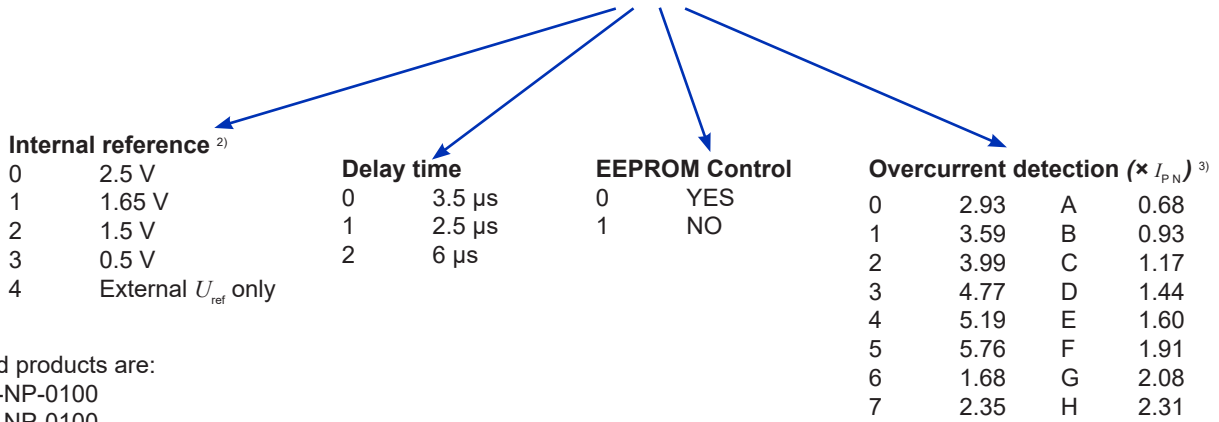 Internal reference 2)
0 2.5 V
1 1.65 V
2 1.5 V
3 0.5 V
4 External U_ref only
Delay time
0 3.5 µs
1 2.5 µs
2 6 µs
EEPROM Control
0 YES
1 NO
Overcurrent detection (× I_PN) 3)
0 2.93 A 0.68
1 3.59 B 0.93
2 3.99 C 1.17
3 4.77 D 1.44
4 5.19 E 1.60
5 5.76 F 1.91
6 1.68 G 2.08
7 2.35 H 2.31
products are:
-NP-0100
-NP-0100